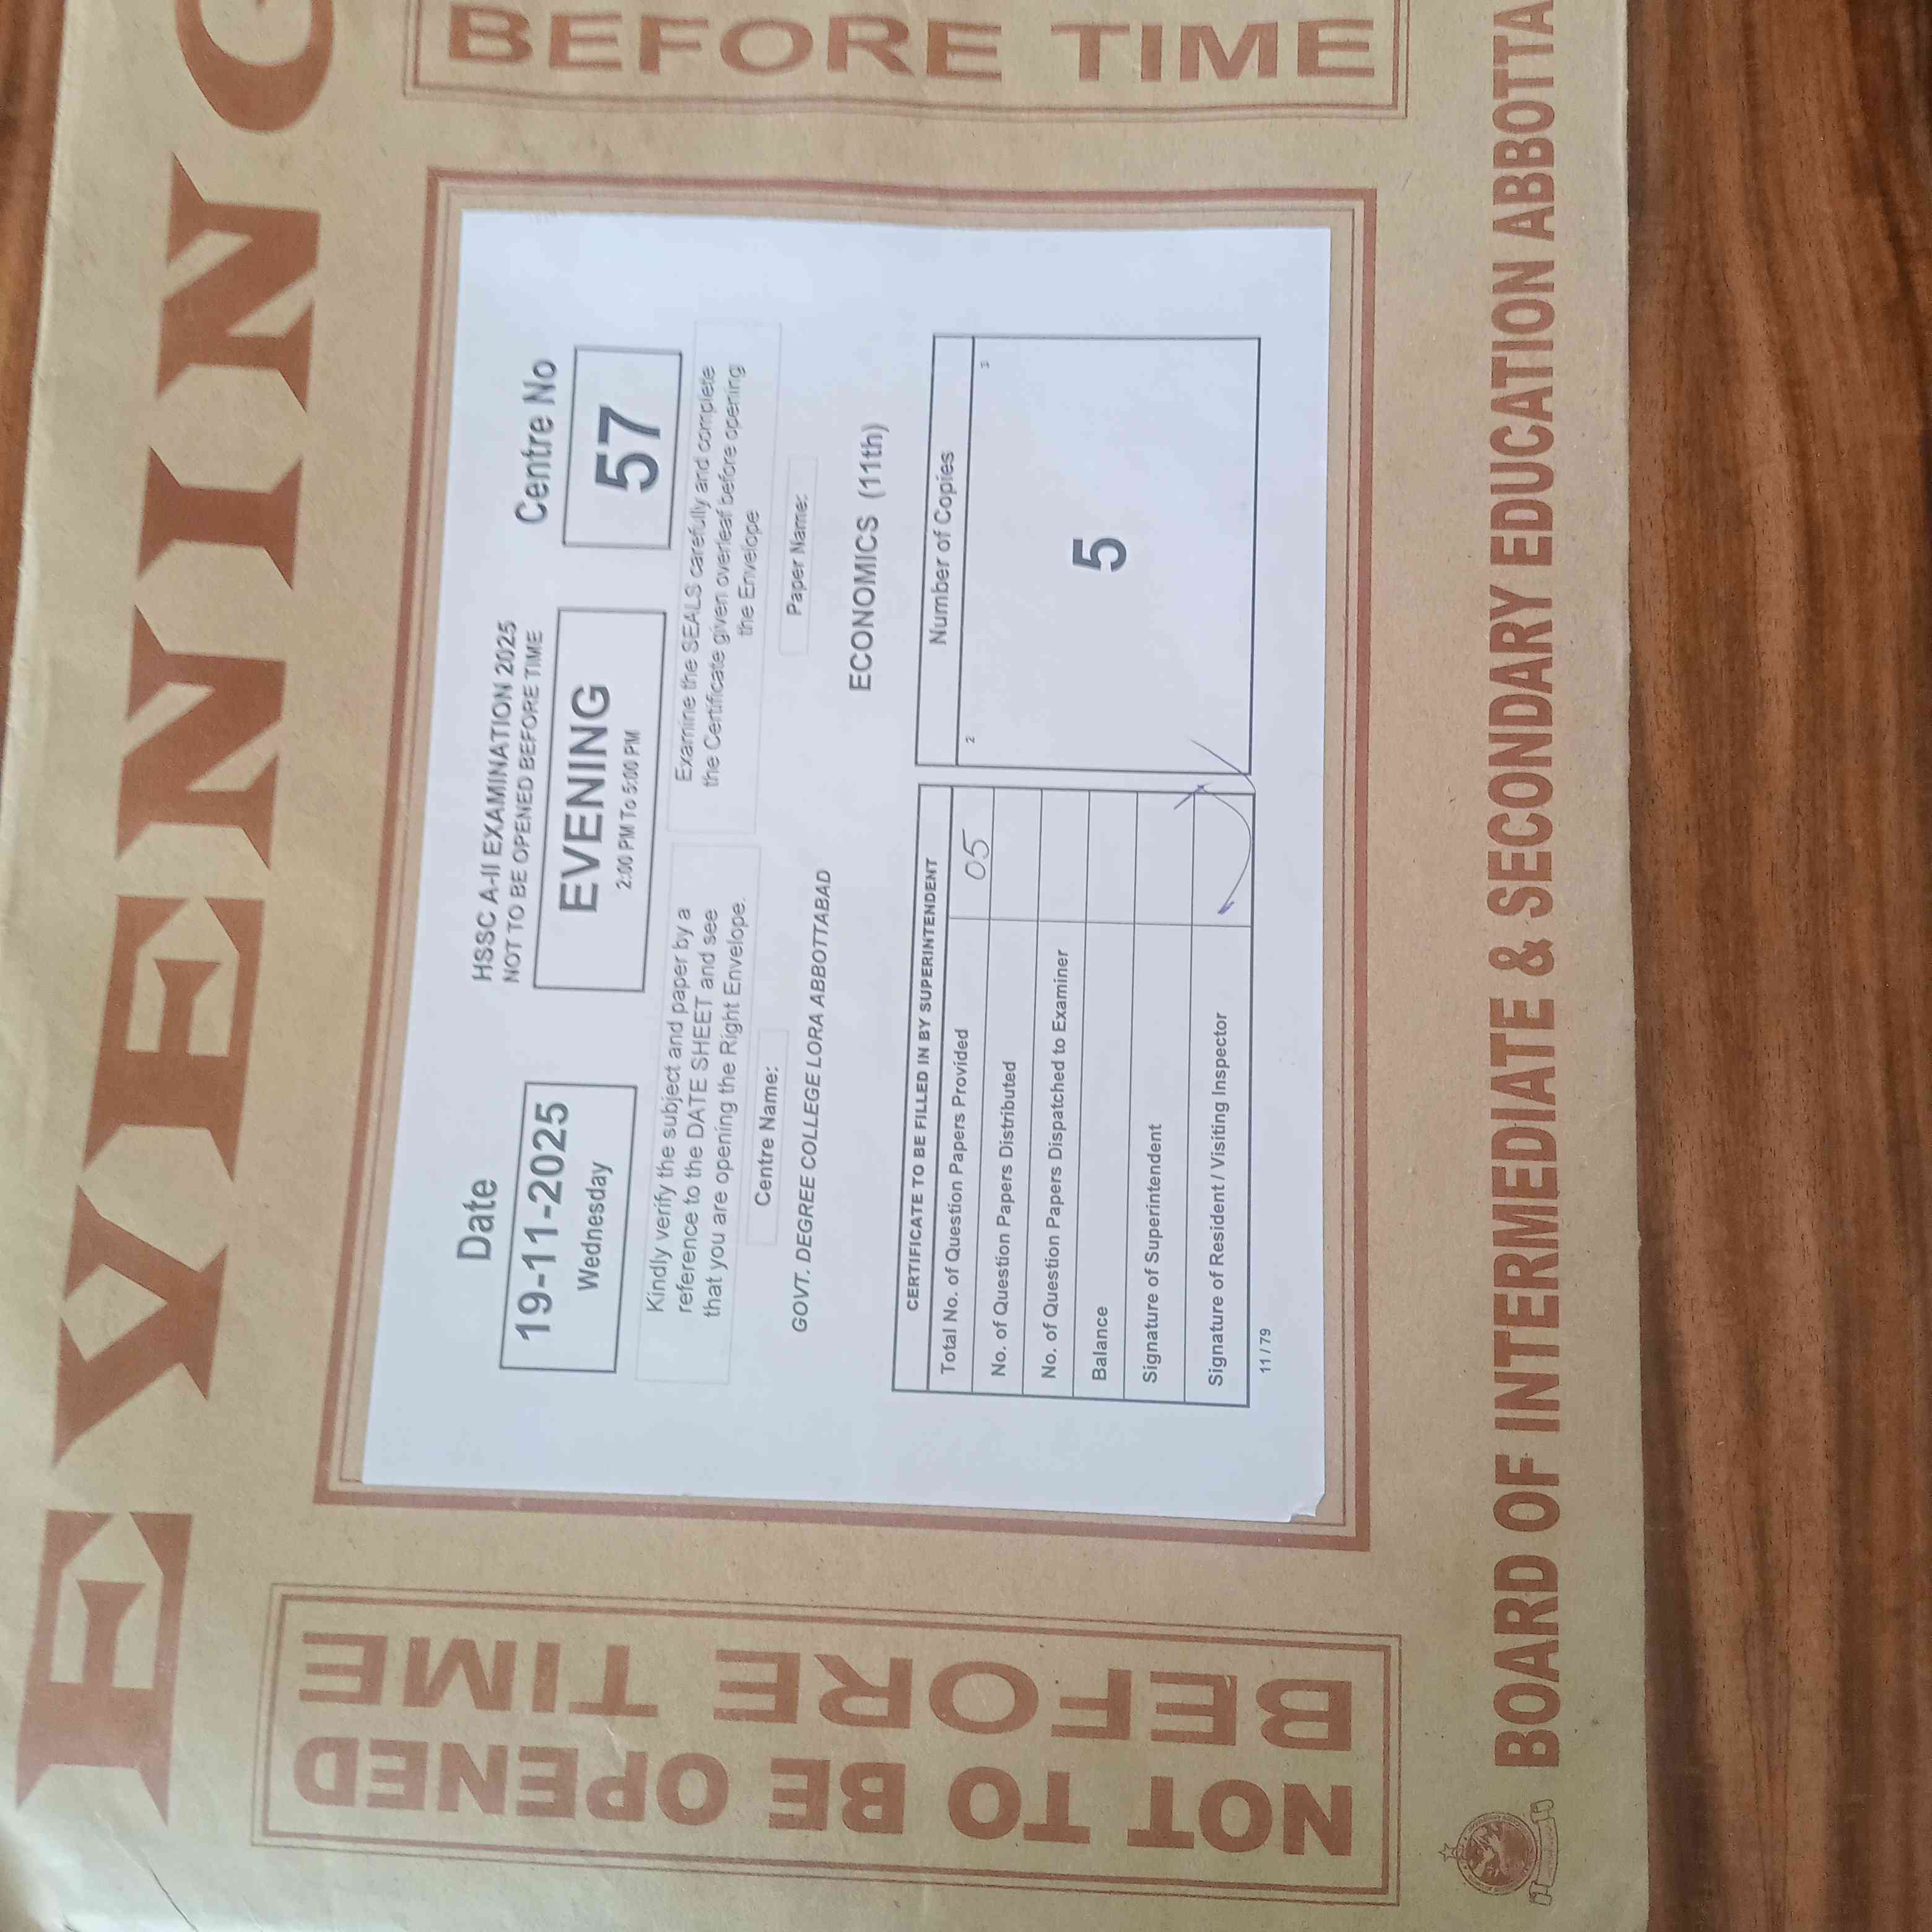 EVENING
BEFORE TIME
NOT TO BE OPENED
BEFORE TIME
Date
19-11-2025
Wednesday
HSSC A-II EXAMINATION 2025
NOT TO BE OPENED BEFORE TIME
EVENING
2:00 PM To 5:00 PM
Centre No
57
Kindly verify the subject and paper by a
reference to the DATE SHEET and see
that you are opening the Right Envelope.
Examine the SEALS carefully and complete
the Certificate given overleaf before opening
the Envelope
Centre Name:
GOVT. DEGREE COLLEGE LORA ABBOTTABAD
Paper Name:
ECONOMICS (11th)
CERTIFICATE TO BE FILLED IN BY SUPERINTENDENT
Total No. of Question Papers Provided 05
No. of Question Papers Distributed
No. of Question Papers Dispatched to Examiner
Balance
Signature of Superintendent
Signature of Resident / Visiting Inspector
11 / 79
Number of Copies
2
5
BOARD OF INTERMEDIATE & SECONDARY EDUCATION ABBOTTA